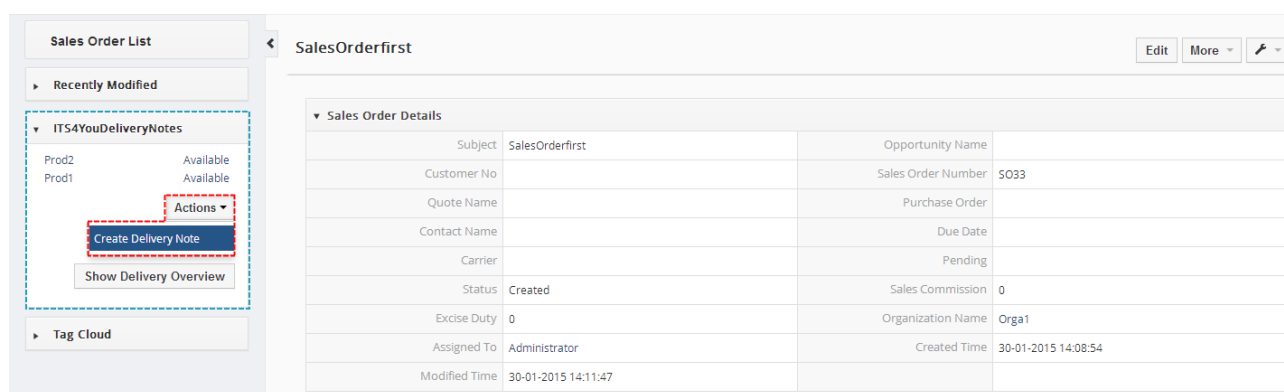 Sales Order List
SalesOrderfirst
Edit More
Recently Modified
ITS4YouDeliveryNotes
Prod2 Available
Prod1 Available
Actions
Create Delivery Note
Show Delivery Overview
Tag Cloud
Sales Order Details
Subject SalesOrderfirst Opportunity Name
Customer No Sales Order Number SO33
Quote Name Purchase Order
Contact Name Due Date
Carrier Pending
Status Created Sales Commission 0
Excise Duty 0 Organization Name Orga1
Assigned To Administrator Created Time 30-01-2015 14:08:54
Modified Time 30-01-2015 14:11:47